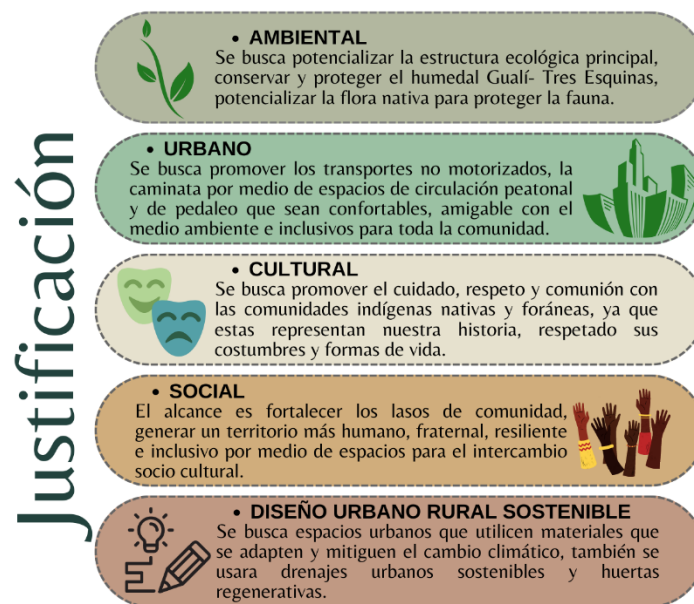 Justificación
• AMBIENTAL
Se busca potencializar la estructura ecológica principal,
conservar y proteger el humedal Gualí- Tres Esquinas,
potencializar la flora nativa para proteger la fauna.
• URBANO
Se busca promover los transportes no motorizados, la
caminata por medio de espacios de circulación peatonal
y de pedaleo que sean confortables, amigable con el
medio ambiente e inclusivos para toda la comunidad.
• CULTURAL
Se busca promover el cuidado, respeto y comunión con
las comunidades indígenas nativas y foráneas, ya que
estas representan nuestra historia, respetado sus
costumbres y formas de vida.
• SOCIAL
El alcance es fortalecer los lasos de comunidad,
generar un territorio más humano, fraternal, resiliente
e inclusivo por medio de espacios para el intercambio
socio cultural.
• DISEÑO URBANO RURAL SOSTENIBLE
Se busca espacios urbanos que utilicen materiales que
se adapten y mitiguen el cambio climático, también se
usara drenajes urbanos sostenibles y huertas
regenerativas.